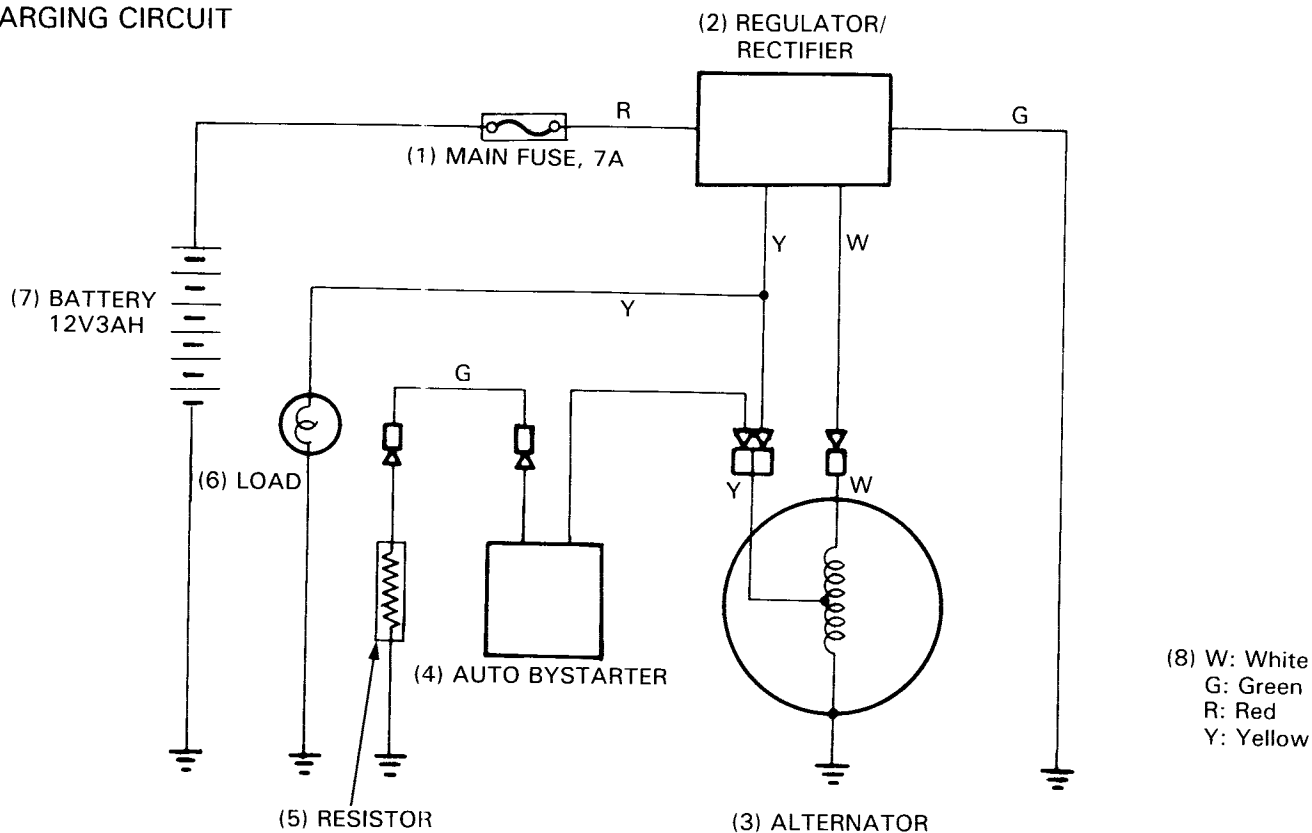 ARGING CIRCUIT
(2) REGULATOR/
RECTIFIER
R
G
(1) MAIN FUSE, 7A
Y
W
(7) BATTERY
12V3AH
Y
G
(6) LOAD
Y
W
(4) AUTO BYSTARTER
(8) W: White
G: Green
R: Red
Y: Yellow
(5) RESISTOR
(3) ALTERNATOR